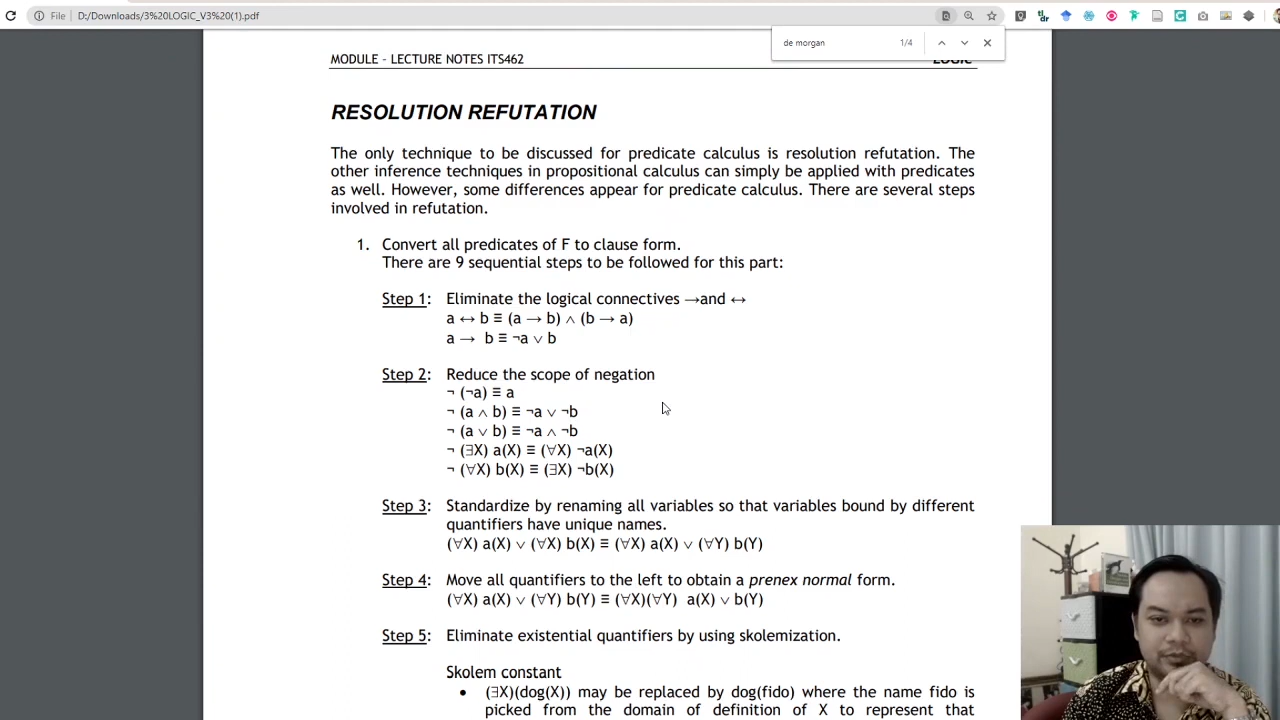 File | D:/Downloads/3%20LOGIC_V3%20(1).pdf
de morgan 1/4
MODULE - LECTURE NOTES ITS462 LOGIC
RESOLUTION REFUTATION
The only technique to be discussed for predicate calculus is resolution refutation. The
other inference techniques in propositional calculus can simply be applied with predicates
as well. However, some differences appear for predicate calculus. There are several steps
involved in refutation.
1. Convert all predicates of F to clause form.
There are 9 sequential steps to be followed for this part:
Step 1: Eliminate the logical connectives →and ↔
a ↔ b ≡ (a → b) ∧ (b → a)
a → b ≡ ¬a ∨ b
Step 2: Reduce the scope of negation
¬ (¬a) ≡ a
¬ (a ∧ b) ≡ ¬a ∨ ¬b
¬ (a ∨ b) ≡ ¬a ∧ ¬b
¬ (∃X) a(X) ≡ (∀X) ¬a(X)
¬ (∀X) b(X) ≡ (∃X) ¬b(X)
Step 3: Standardize by renaming all variables so that variables bound by different
quantifiers have unique names.
(∀X) a(X) ∨ (∀X) b(X) ≡ (∀X) a(X) ∨ (∀Y) b(Y)
Step 4: Move all quantifiers to the left to obtain a prenex normal form.
(∀X) a(X) ∨ (∀Y) b(Y) ≡ (∀X)(∀Y) a(X) ∨ b(Y)
Step 5: Eliminate existential quantifiers by using skolemization.
Skolem constant
• (∃X)(dog(X)) may be replaced by dog(fido) where the name fido is
picked from the domain of definition of X to represent that